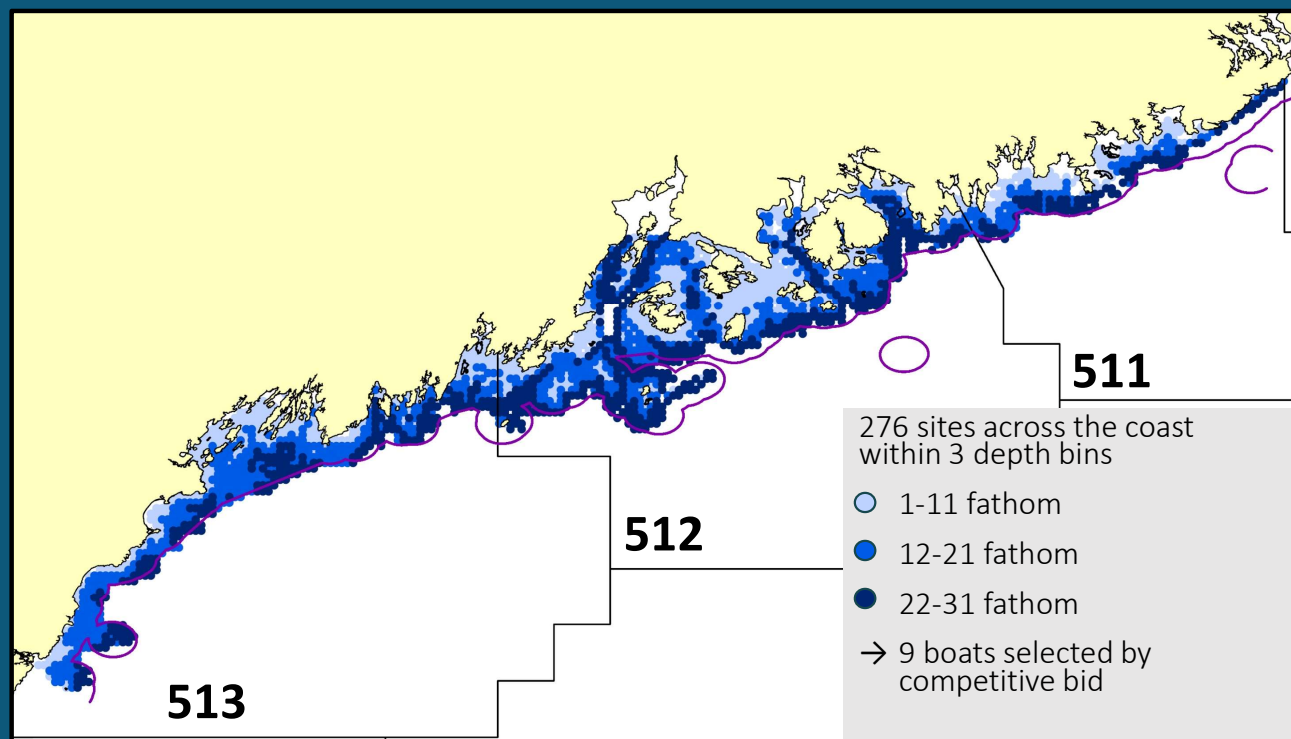 511
276 sites across the coast
within 3 depth bins
1-11 fathom
512
12-21 fathom
22-31 fathom
→ 9 boats selected by
competitive bid
513